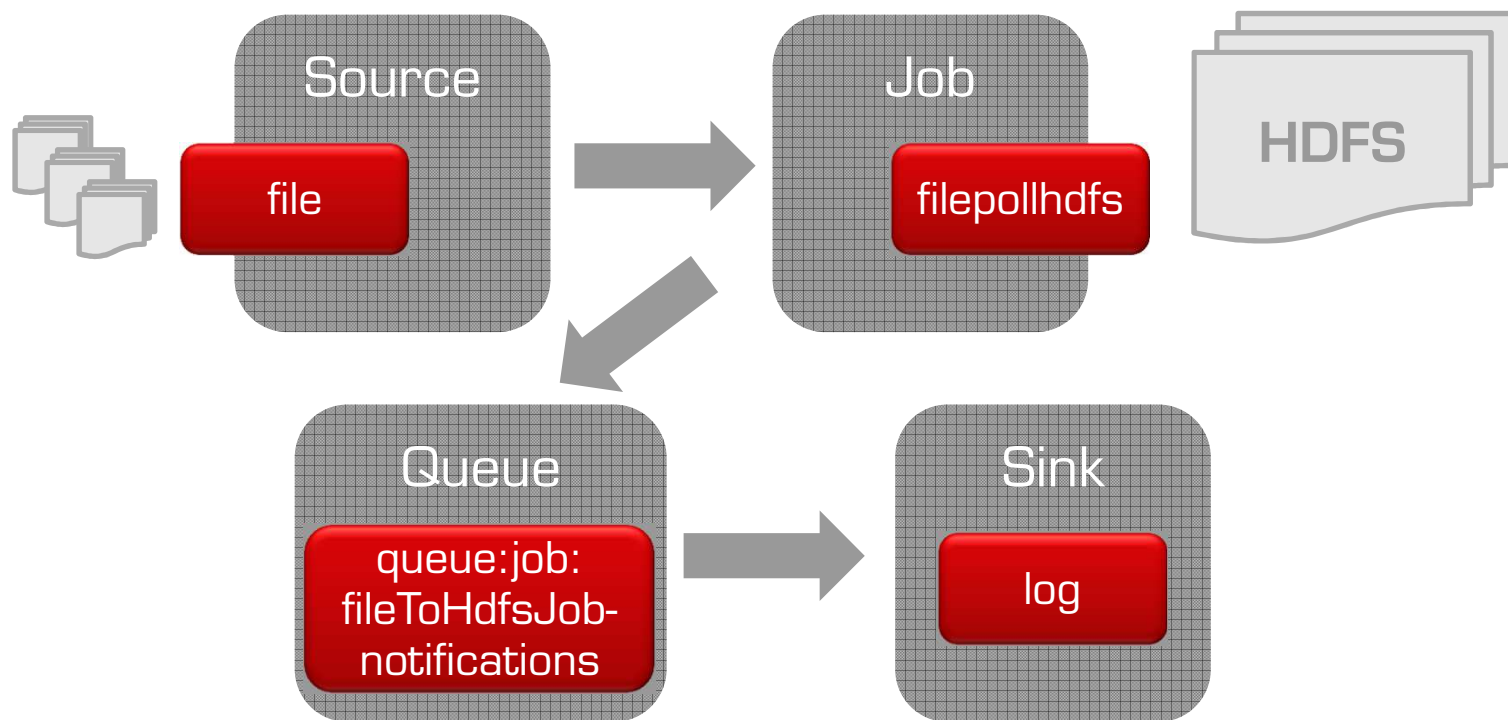 Source
Job
HDFS
file
filepollhdfs
Queue
Sink
queue:job:
fileToHdfsJob-
notifications
log